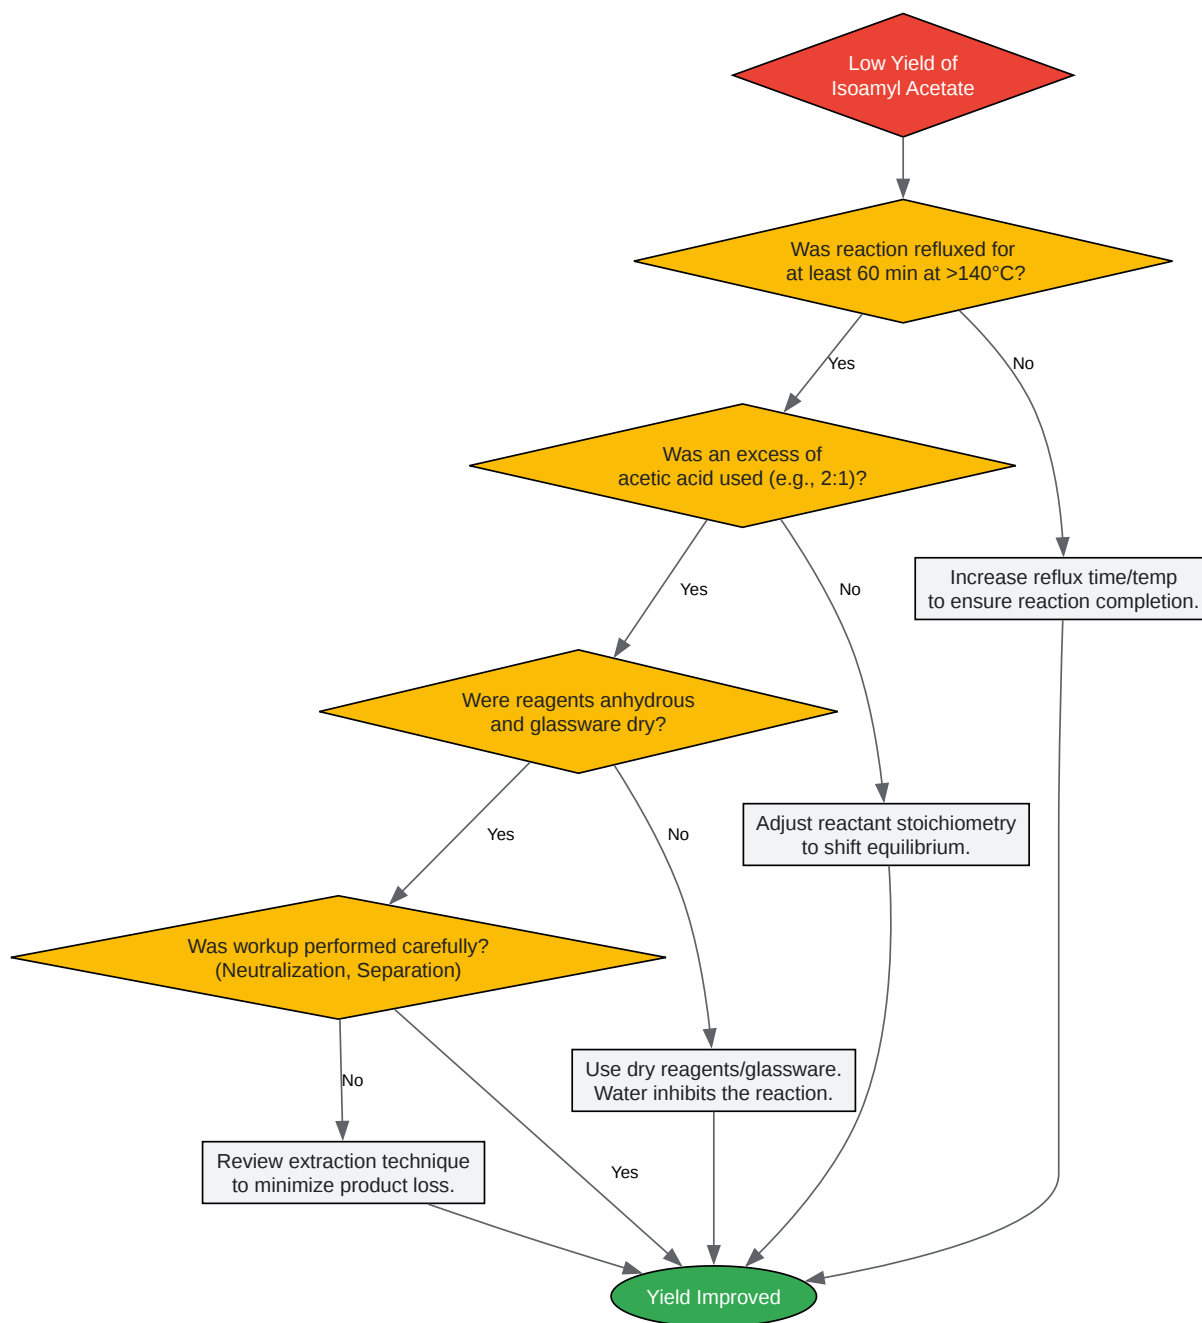 Low Yield of
Isoamyl Acetate
Was reaction refluxed for
at least 60 min at >140°C?
Yes
No
Was an excess of
acetic acid used (e.g., 2:1)?
Increase reflux time/temp
to ensure reaction completion.
Yes
No
Were reagents anhydrous
and glassware dry?
Adjust reactant stoichiometry
to shift equilibrium.
Yes
No
Was workup performed carefully?
(Neutralization, Separation)
Use dry reagents/glassware.
Water inhibits the reaction.
No
Yes
Review extraction technique
to minimize product loss.
Yield Improved